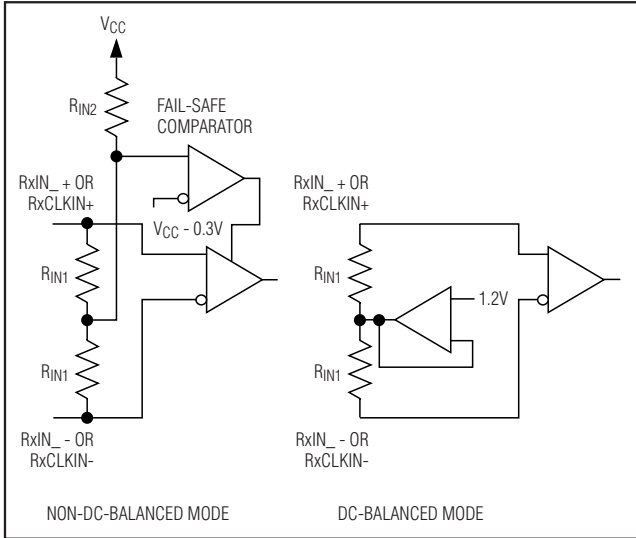 VCC
RIN2
FAIL-SAFE
COMPARATOR
RxIN_ + OR
RxCLKIN+
VCC - 0.3V
RIN1
RIN1
RxIN_ - OR
RxCLKIN-
NON-DC-BALANCED MODE
RxIN_ + OR
RxCLKIN+
RIN1
1.2V
RIN1
RxIN_ - OR
RxCLKIN-
DC-BALANCED MODE